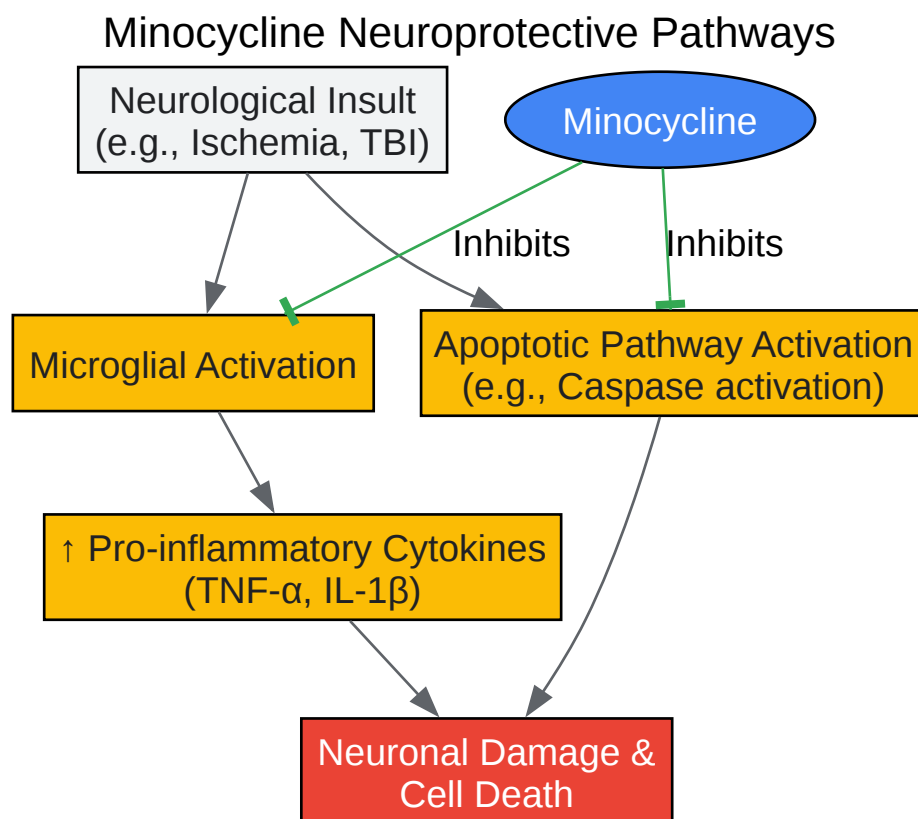 Minocycline Neuroprotective Pathways
Neurological Insult
(e.g., Ischemia, TBI)
Minocycline
Inhibits
Inhibits
Microglial Activation
Apoptotic Pathway Activation
(e.g., Caspase activation)
↑ Pro-inflammatory Cytokines
(TNF-α, IL-1β)
Neuronal Damage &
Cell Death